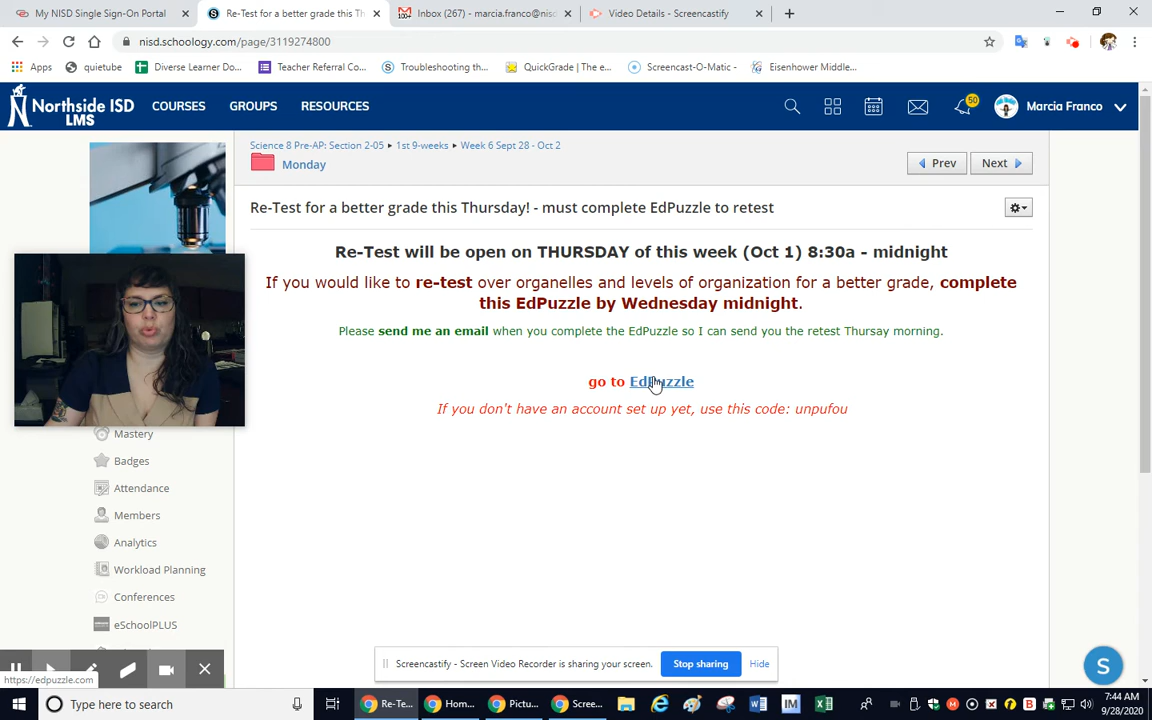 My NISD Single Sign-On Portal
Re-Test for a better grade this Th
Inbox (267) - marcia.franco@nisd
Video Details - Screencastify
nisd.schoology.com/page/3119274800
Apps
quietube
Diverse Learner Do...
Teacher Referral Co...
Troubleshooting th...
QuickGrade | The e...
Screencast-O-Matic -
Eisenhower Middle...
Northside ISD
LMS
COURSES
GROUPS
RESOURCES
50
Marcia Franco
Science 8 Pre-AP: Section 2-05 ▸ 1st 9-weeks ▸ Week 6 Sept 28 - Oct 2
Monday
Prev
Next
Re-Test for a better grade this Thursday! - must complete EdPuzzle to retest
Re-Test will be open on THURSDAY of this week (Oct 1) 8:30a - midnight
If you would like to re-test over organelles and levels of organization for a better grade, complete
this EdPuzzle by Wednesday midnight.
Please send me an email when you complete the EdPuzzle so I can send you the retest Thursay morning.
go to EdPuzzle
If you don't have an account set up yet, use this code: unpufou
Mastery
Badges
Attendance
Members
Analytics
Workload Planning
Conferences
eSchoolPLUS
https://edpuzzle.com
Screencastify - Screen Video Recorder is sharing your screen.
Stop sharing
Hide
S
Type here to search
Re-Te...
Hom...
Pictu...
Scree...
IM
7:44 AM
9/28/2020